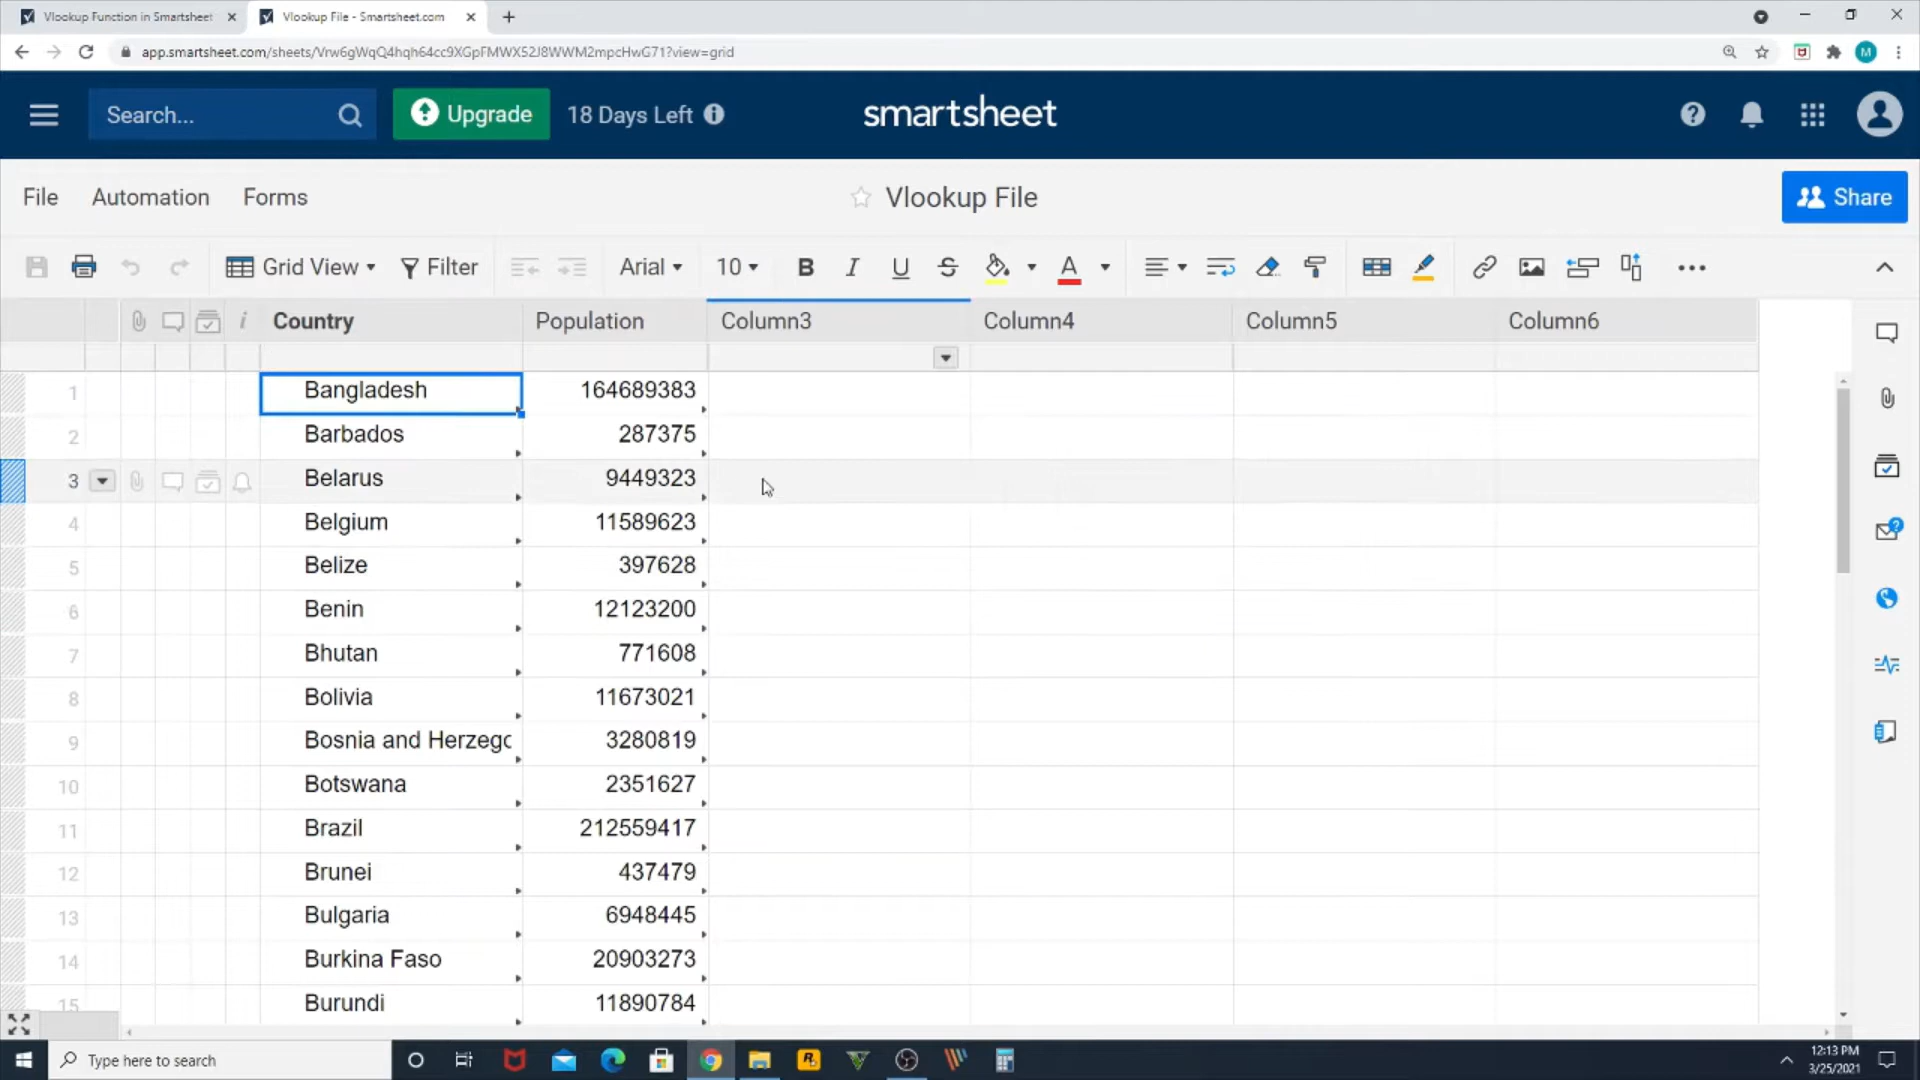 Vlookup Function in Smartsheet
Vlookup File - Smartsheet.com
app.smartsheet.com/sheets/Vrw6gWqQ4hqh64cc9XGpFMWX52J8WWM2mpcHwG71?view=grid
M
Search...
Upgrade
18 Days Left
smartsheet
File
Automation
Forms
Vlookup File
Share
Grid View
Filter
Arial
10
B
I
U
S
A
Country Population Column3 Column4 Column5 Column6
1 Bangladesh 164689383
2 Barbados 287375
3 Belarus 9449323
4 Belgium 11589623
5 Belize 397628
6 Benin 12123200
7 Bhutan 771608
8 Bolivia 11673021
9 Bosnia and Herzego 3280819
10 Botswana 2351627
11 Brazil 212559417
12 Brunei 437479
13 Bulgaria 6948445
14 Burkina Faso 20903273
15 Burundi 11890784
Type here to search
12:13 PM
3/25/2021